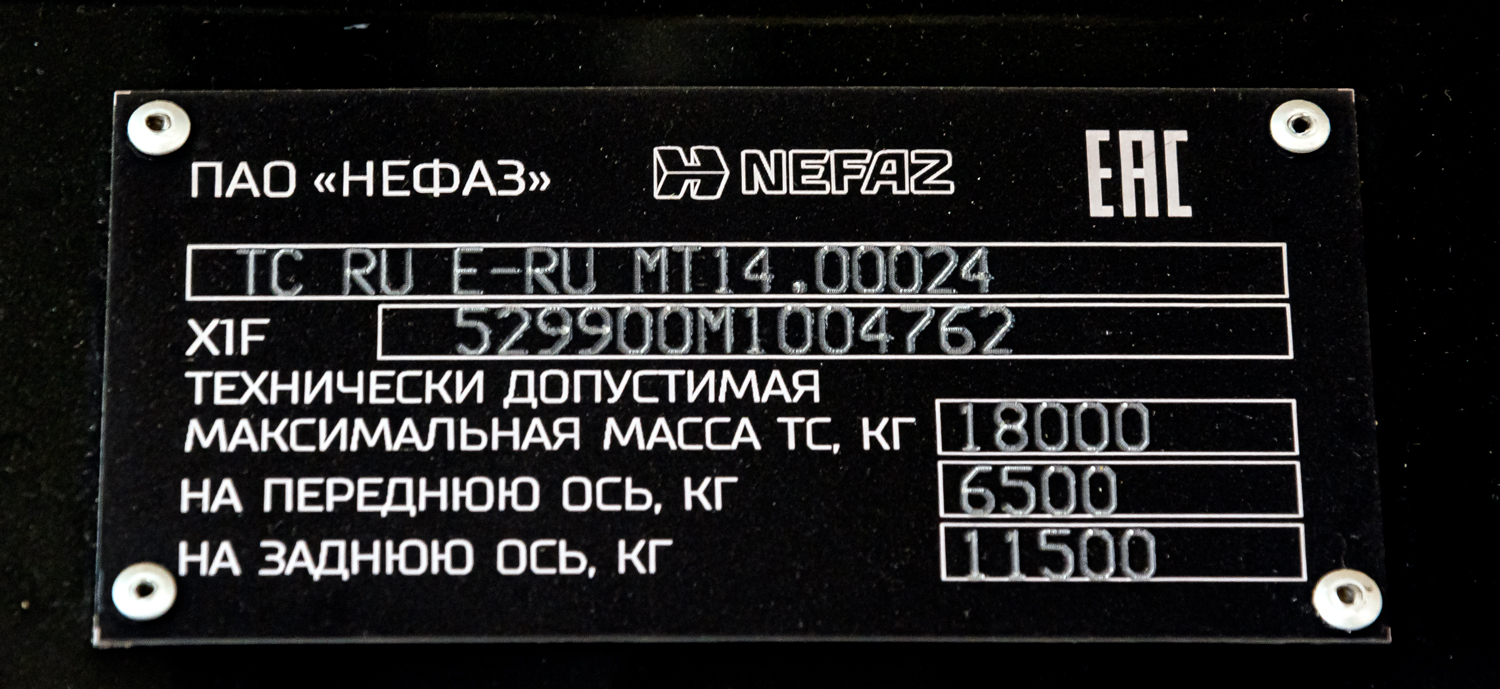 ПАО «НЕФАЗ» NEFAZ EAC
TC RU E-RU MT14.00024
X1F 529900M1004762
ТЕХНИЧЕСКИ ДОПУСТИМАЯ
МАКСИМАЛЬНАЯ МАССА ТС, КГ 18000
НА ПЕРЕДНЮЮ ОСЬ, КГ 6500
НА ЗАДНЮЮ ОСЬ, КГ 11500